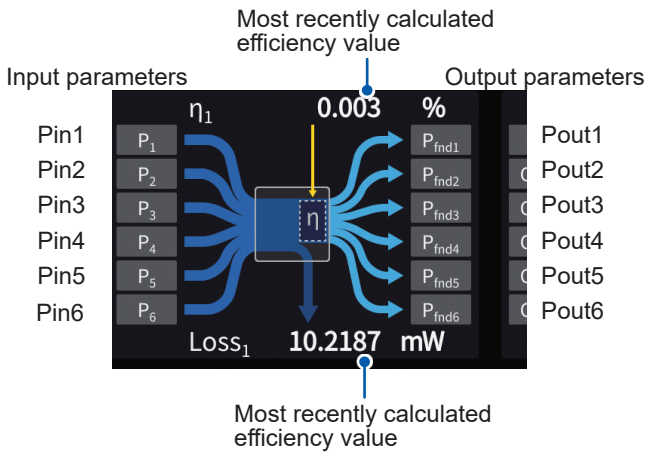 Most recently calculated
efficiency value
Input parameters
Output parameters
η1 0.003 %
Pin1 P1 Pfnd1 Pout1
Pin2 P2 Pfnd2 Pout2
Pin3 P3 Pfnd3 Pout3
η
Pin4 P4 Pfnd4 Pout4
Pin5 P5 Pfnd5 Pout5
Pin6 P6 Pfnd6 Pout6
Loss1 10.2187 mW
Most recently calculated
efficiency value